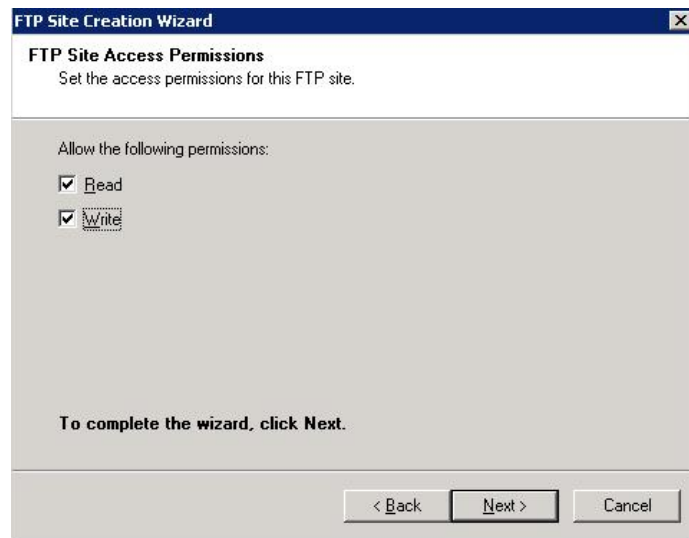 FTP Site Creation Wizard
FTP Site Access Permissions
Set the access permissions for this FTP site.
Allow the following permissions:
Read
Write
To complete the wizard, click Next.
< Back Next > Cancel